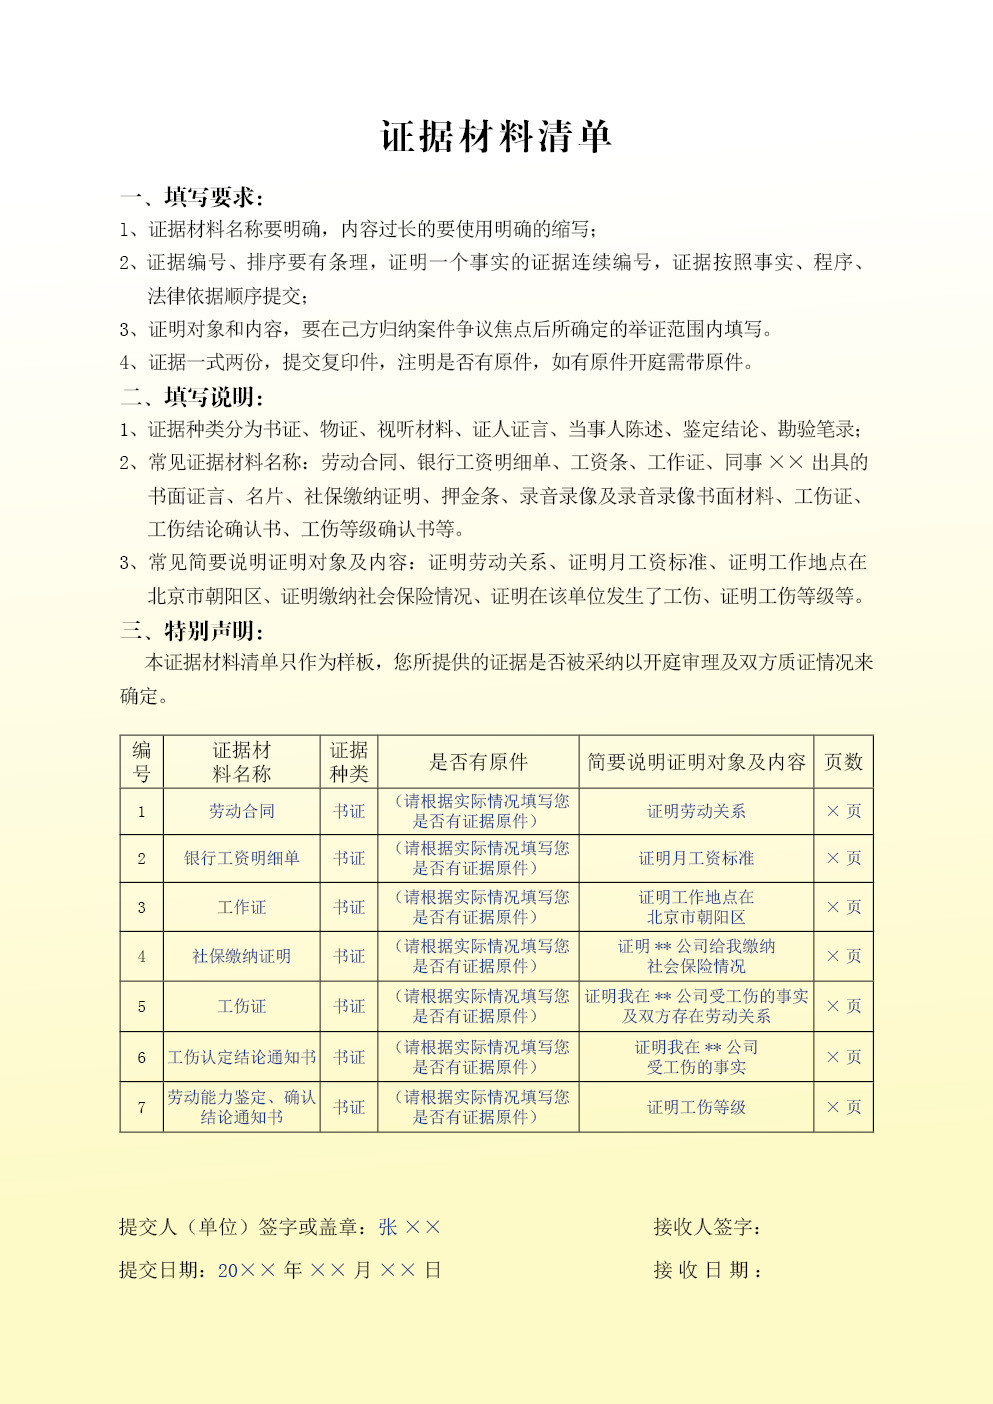 证据材料清单
一、填写要求：
1、证据材料名称要明确，内容过长的要使用明确的缩写；
2、证据编号、排序要有条理，证明一个事实的证据连续编号，证据按照事实、程序、
法律依据顺序提交；
3、证明对象和内容，要在己方归纳案件争议焦点后所确定的举证范围内填写。
4、证据一式两份，提交复印件，注明是否有原件，如有原件开庭需带原件。
二、填写说明：
1、证据种类分为书证、物证、视听材料、证人证言、当事人陈述、鉴定结论、勘验笔录；
2、常见证据材料名称：劳动合同、银行工资明细单、工资条、工作证、同事××出具的
书面证言、名片、社保缴纳证明、押金条、录音录像及录音录像书面材料、工伤证、
工伤结论确认书、工伤等级确认书等。
3、常见简要说明证明对象及内容：证明劳动关系、证明月工资标准、证明工作地点在
北京市朝阳区、证明缴纳社会保险情况、证明在该单位发生了工伤、证明工伤等级等。
三、特别声明：
本证据材料清单只作为样板，您所提供的证据是否被采纳以开庭审理及双方质证情况来
确定。
编号 证据材料名称 证据种类 是否有原件 简要说明证明对象及内容 页数
1 劳动合同 书证 （请根据实际情况填写您是否有证据原件） 证明劳动关系 ×页
2 银行工资明细单 书证 （请根据实际情况填写您是否有证据原件） 证明月工资标准 ×页
3 工作证 书证 （请根据实际情况填写您是否有证据原件） 证明工作地点在北京市朝阳区 ×页
4 社保缴纳证明 书证 （请根据实际情况填写您是否有证据原件） 证明**公司给我缴纳社会保险情况 ×页
5 工伤证 书证 （请根据实际情况填写您是否有证据原件） 证明我在**公司受工伤的事实及双方存在劳动关系 ×页
6 工伤认定结论通知书 书证 （请根据实际情况填写您是否有证据原件） 证明我在**公司受工伤的事实 ×页
7 劳动能力鉴定、确认结论通知书 书证 （请根据实际情况填写您是否有证据原件） 证明工伤等级 ×页
提交人（单位）签字或盖章：张×× 接收人签字：
提交日期：20××年××月××日 接收日期：